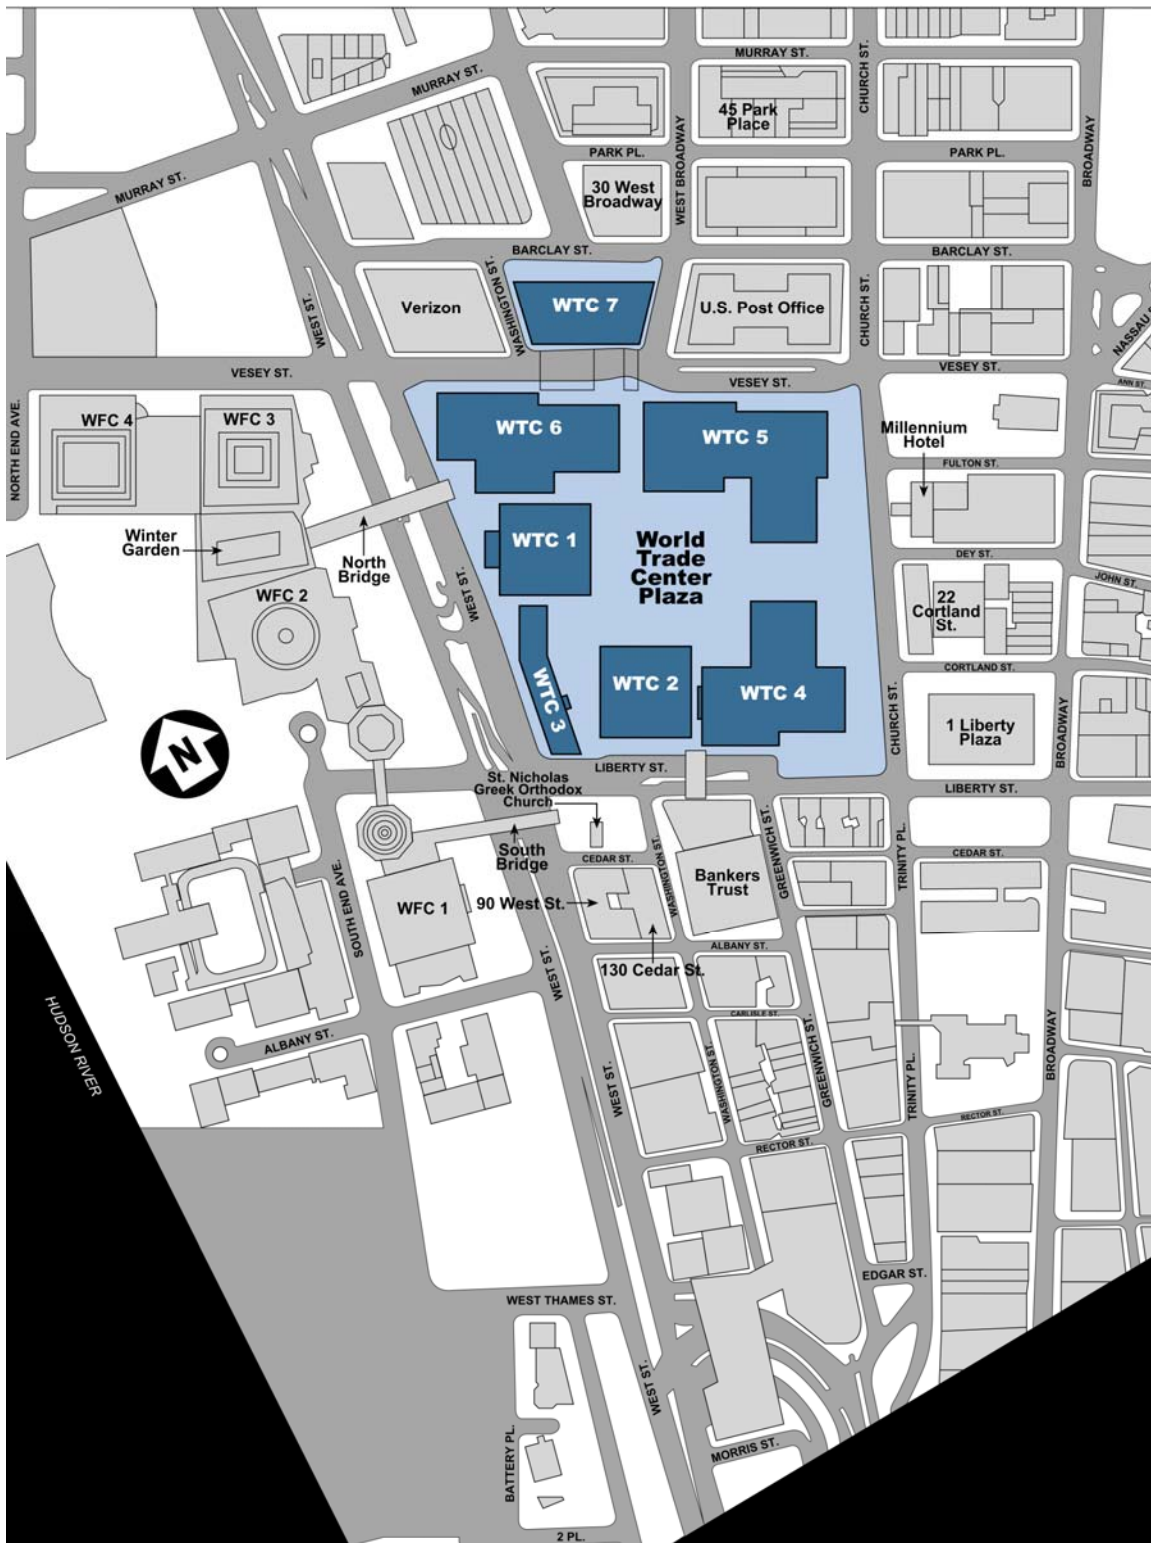 MURRAY ST.
CHURCH ST.
MURRAY ST.
45 Park
Place
WEST BROADWAY
BROADWAY
PARK PL.
PARK PL.
MURRAY ST.
30 West
Broadway
BARCLAY ST.
BARCLAY ST.
WASHINGTON ST.
WEST ST.
Verizon
WTC 7
U.S. Post Office
CHURCH ST.
NASSAU
VESEY ST.
VESEY ST.
VESEY ST.
ANN ST.
NORTH END AVE.
WFC 4
WFC 3
WTC 6
WTC 5
Millennium
Hotel
FULTON ST.
Winter
Garden
North
Bridge
WTC 1
World
Trade
Center
Plaza
DEY ST.
JOHN ST.
WFC 2
WEST ST.
22
Cortland
St.
CORTLAND ST.
WTC 3
WTC 2
WTC 4
CHURCH ST.
1 Liberty
Plaza
BROADWAY
N
LIBERTY ST.
LIBERTY ST.
St. Nicholas
Greek Orthodox
Church
South
Bridge
CEDAR ST.
WASHINGTON ST.
GREENWICH ST.
TRINITY PL.
CEDAR ST.
Bankers
Trust
SOUTH END AVE.
WFC 1
90 West St.
ALBANY ST.
130 Cedar St.
WEST ST.
HUDSON RIVER
ALBANY ST.
CARLISLE ST.
WEST ST.
WASHINGTON ST.
GREENWICH ST.
TRINITY PL.
BROADWAY
RECTOR ST.
RECTOR ST.
EDGAR ST.
WEST THAMES ST.
WEST ST.
BATTERY PL.
MORRIS ST.
2 PL.